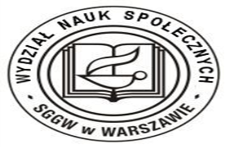 WYDZIAŁ NAUK SPOŁECZNYCH
SGGW w WARSZAWIE